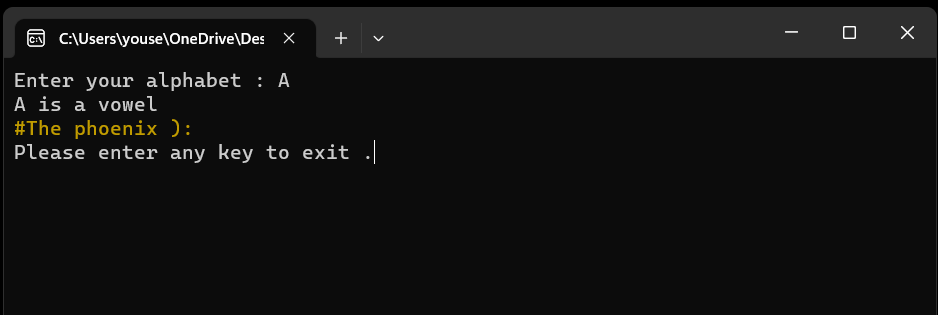 C:\Users\youse\OneDrive\Des
Enter your alphabet : A
A is a vowel
#The phoenix ):
Please enter any key to exit .